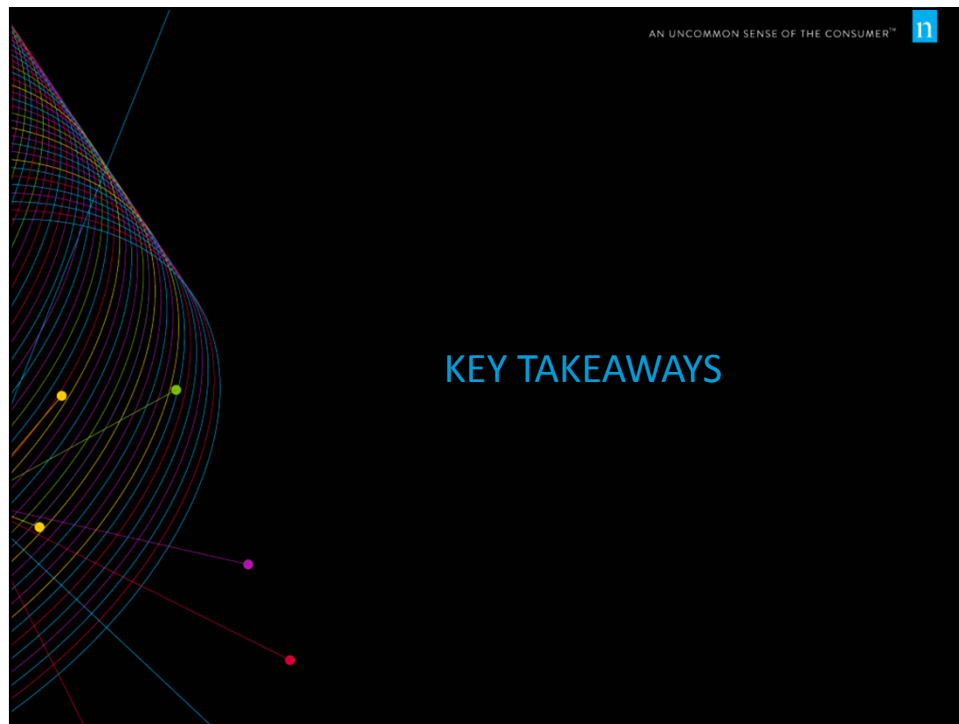 AN UNCOMMON SENSE OF THE CONSUMER™ n
KEY TAKEAWAYS